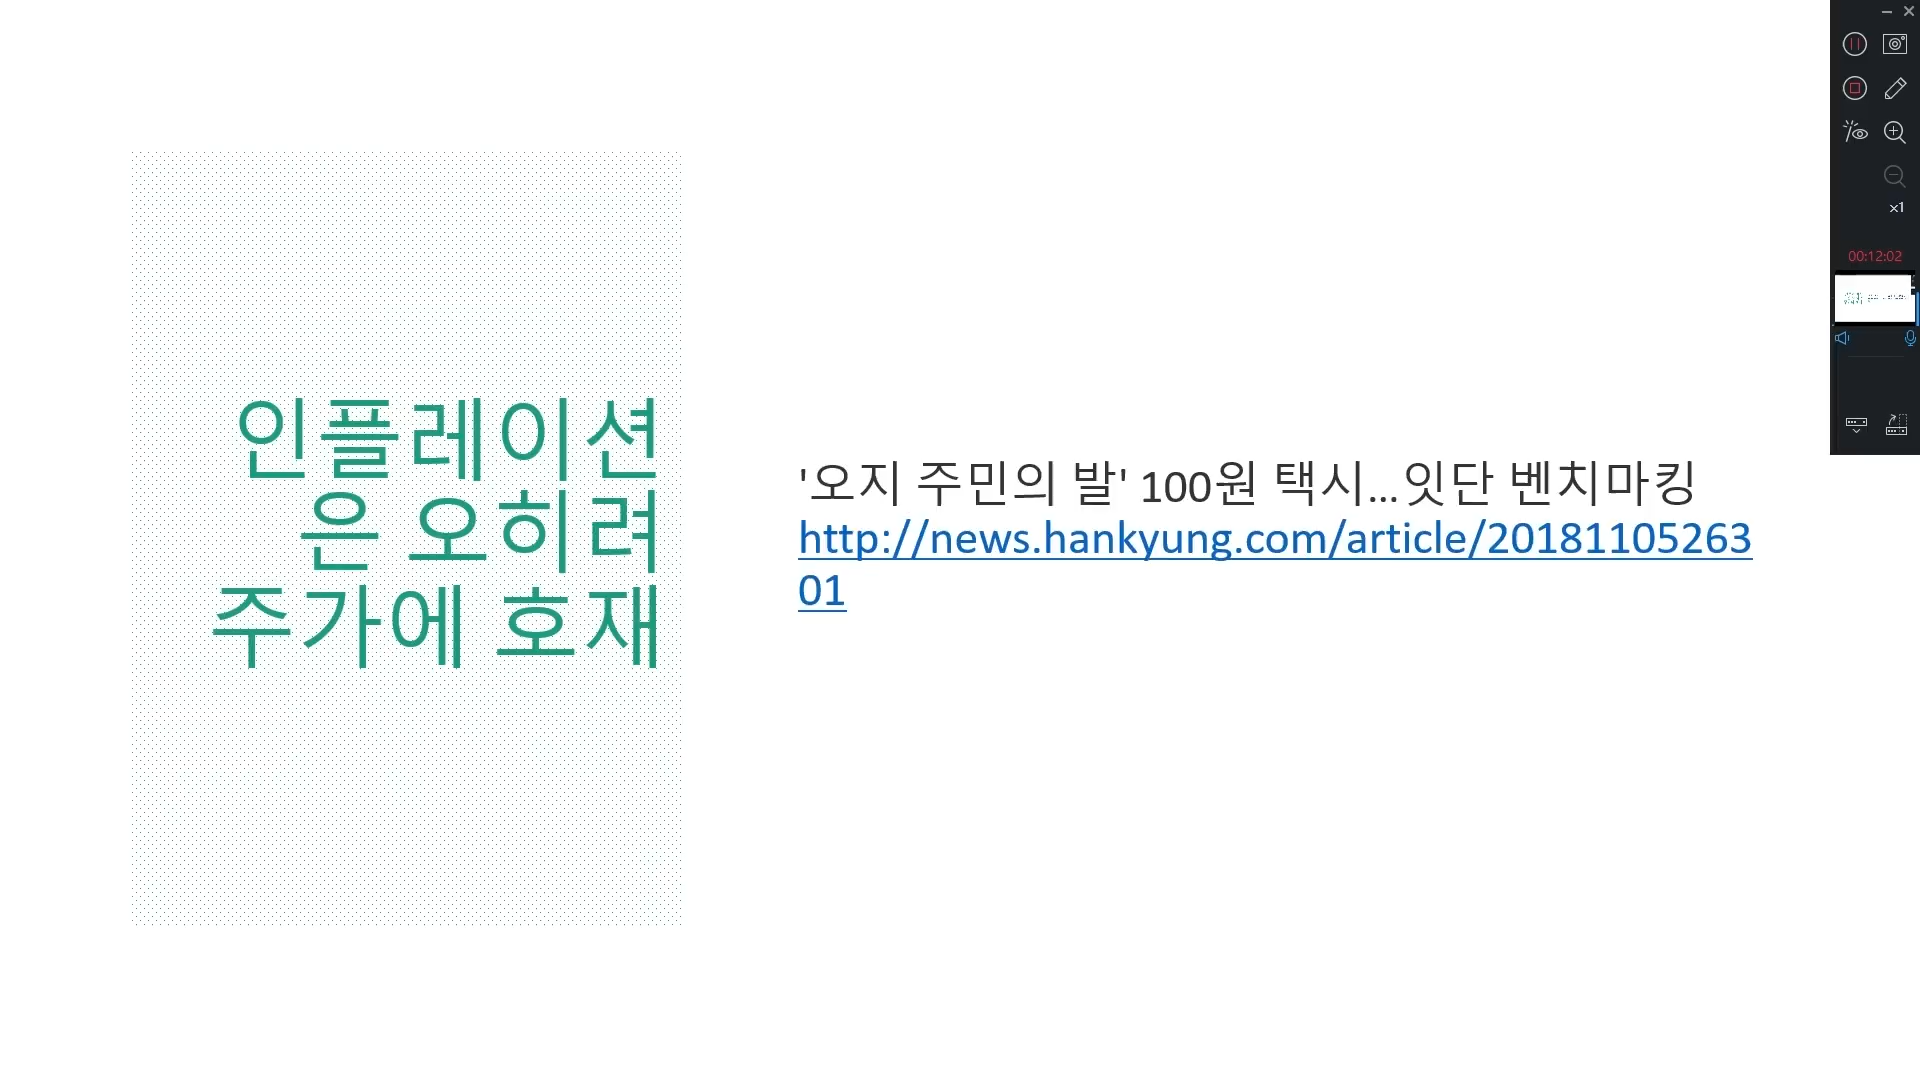 인플레이션
은 오히려
주가에 호재
'오지 주민의 발' 100원 택시...잇단 벤치마킹
http://news.hankyung.com/article/20181105263
01
x1
00:12:02